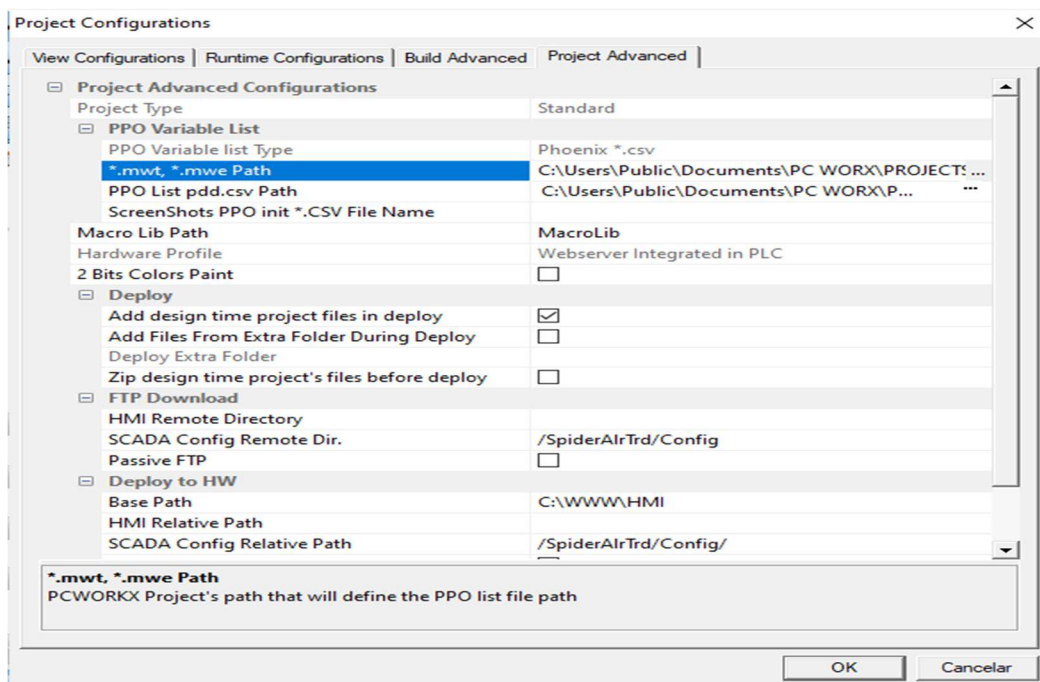 Project Configurations
View Configurations Runtime Configurations Build Advanced Project Advanced
Project Advanced Configurations
Project Type Standard
PPO Variable List
PPO Variable list Type Phoenix *.csv
*.mwt, *.mwe Path C:\Users\Public\Documents\PC WORX\PROJECTS ...
PPO List pdd.csv Path C:\Users\Public\Documents\PC WORX\P... ...
ScreenShots PPO init *.CSV File Name
Macro Lib Path MacroLib
Hardware Profile Webserver Integrated in PLC
2 Bits Colors Paint
Deploy
Add design time project files in deploy
Add Files From Extra Folder During Deploy
Deploy Extra Folder
Zip design time project's files before deploy
FTP Download
HMI Remote Directory
SCADA Config Remote Dir. /SpiderAlrTrd/Config
Passive FTP
Deploy to HW
Base Path C:\WWW\HMI
HMI Relative Path
SCADA Config Relative Path /SpiderAlrTrd/Config/
*.mwt, *.mwe Path
PCWORKX Project's path that will define the PPO list file path
OK Cancelar